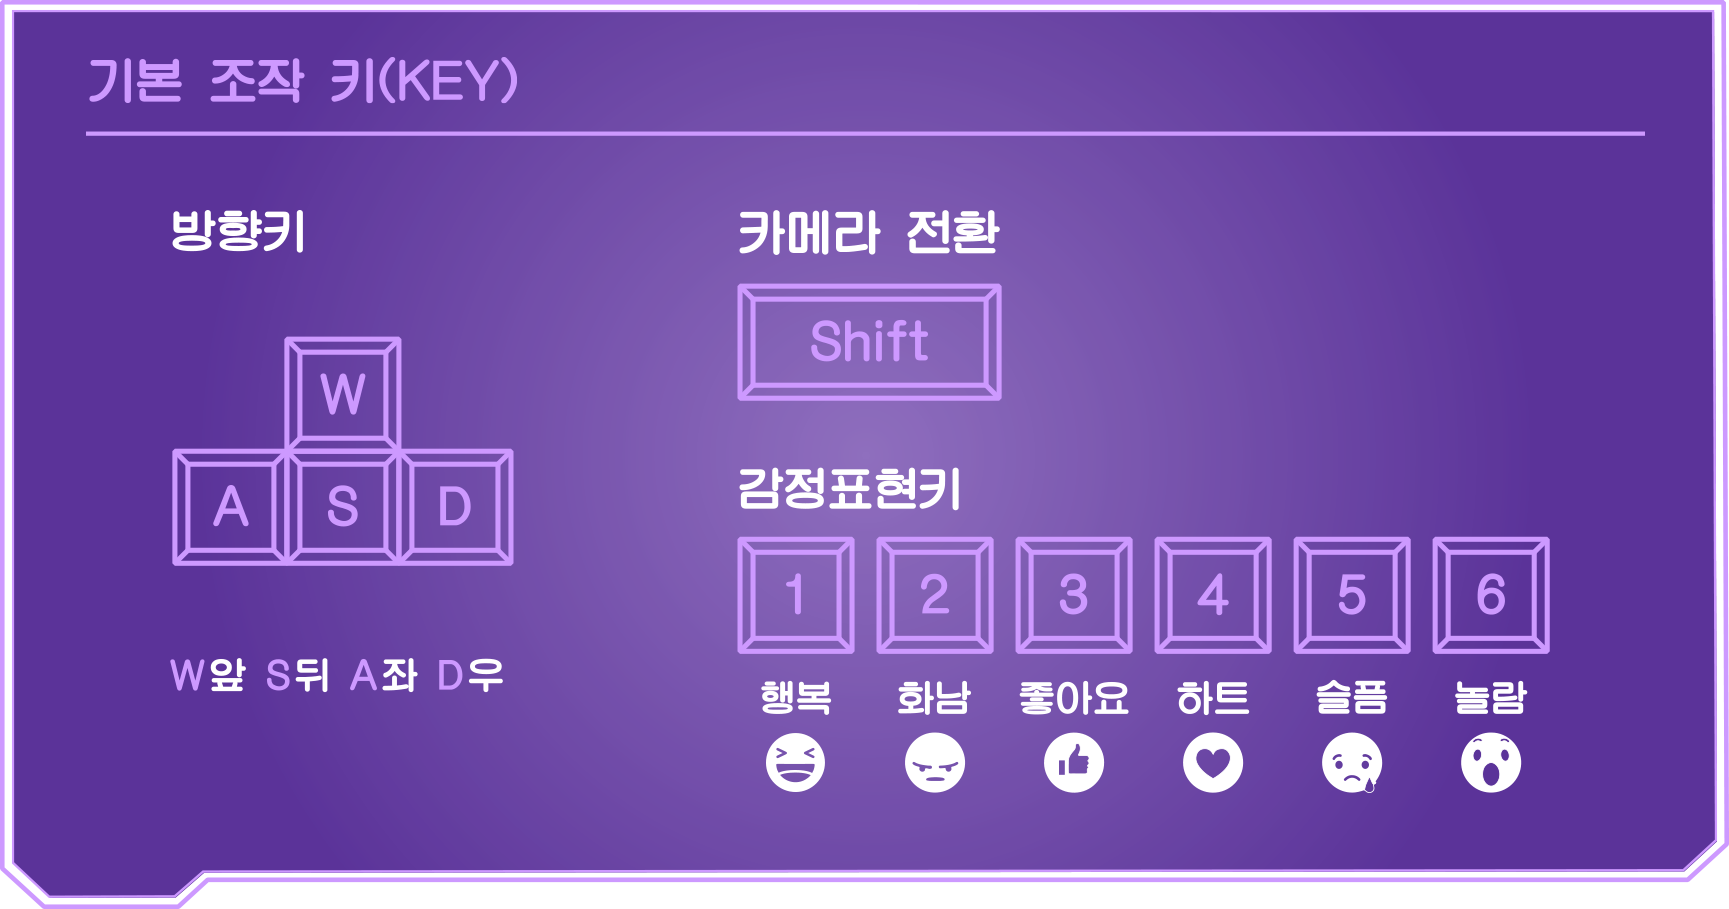 기본 조작 키(KEY)
방향키
W
A S D
W앞 S뒤 A좌 D우
카메라 전환
Shift
감정표현키
1 2 3 4 5 6
행복 화남 좋아요 하트 슬픔 놀람